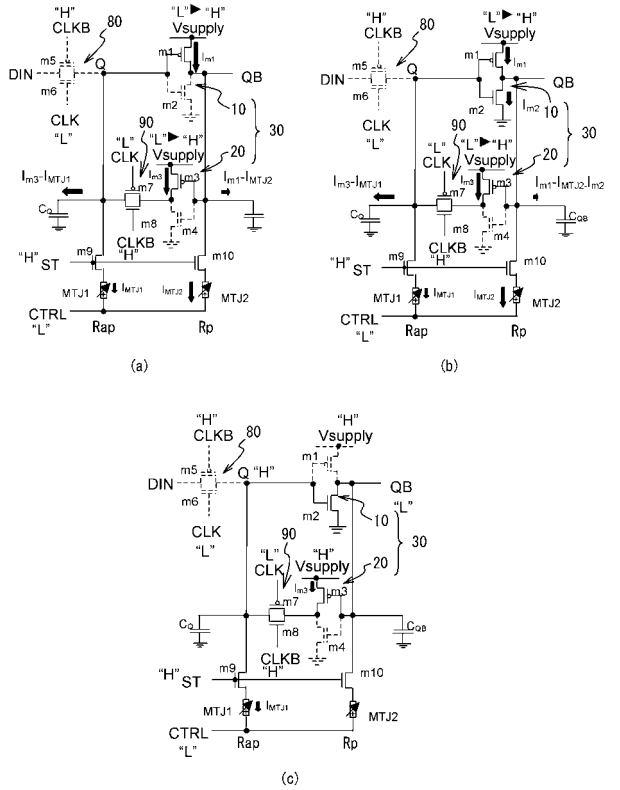 "H"
CLKB
80
"L" ► "H"
Vsupply
m5
m1
Im1
DIN
Q
QB
m6
m2
10
CLK
"L"
90
30
"L"
CLK
"L" ► "H"
Vsupply
20
Im3-IMTJ1
Im3
m7
m3
Im1-IMTJ2
CQ
m8
m4
CLKB
"H"
m9
m10
"H" ST
MTJ1
IMTJ1
IMTJ2
MTJ2
CTRL
"L"
Rap
Rp
(a)
"H"
CLKB
80
"L" ► "H"
Vsupply
m5
m1
Im1
DIN
Q
QB
m6
m2
Im2
10
CLK
"L"
90
30
"L"
CLK
"L" ► "H"
Vsupply
20
Im3-IMTJ1
Im3
m7
m3
Im1-IMTJ2-Im2
CQ
m8
m4
CQB
CLKB
"H"
m9
m10
"H" ST
MTJ1
IMTJ1
IMTJ2
MTJ2
CTRL
"L"
Rap
Rp
(b)
"H"
CLKB
80
"H"
Vsupply
m5
m1
DIN
Q "H"
QB
"L"
m6
m2
10
CLK
"L"
90
30
"L"
CLK
"H"
Vsupply
20
Im3
m7
m3
CQ
m8
m4
CQB
CLKB
"H"
m9
m10
"H" ST
MTJ1
IMTJ1
MTJ2
CTRL
"L"
Rap
Rp
(c)